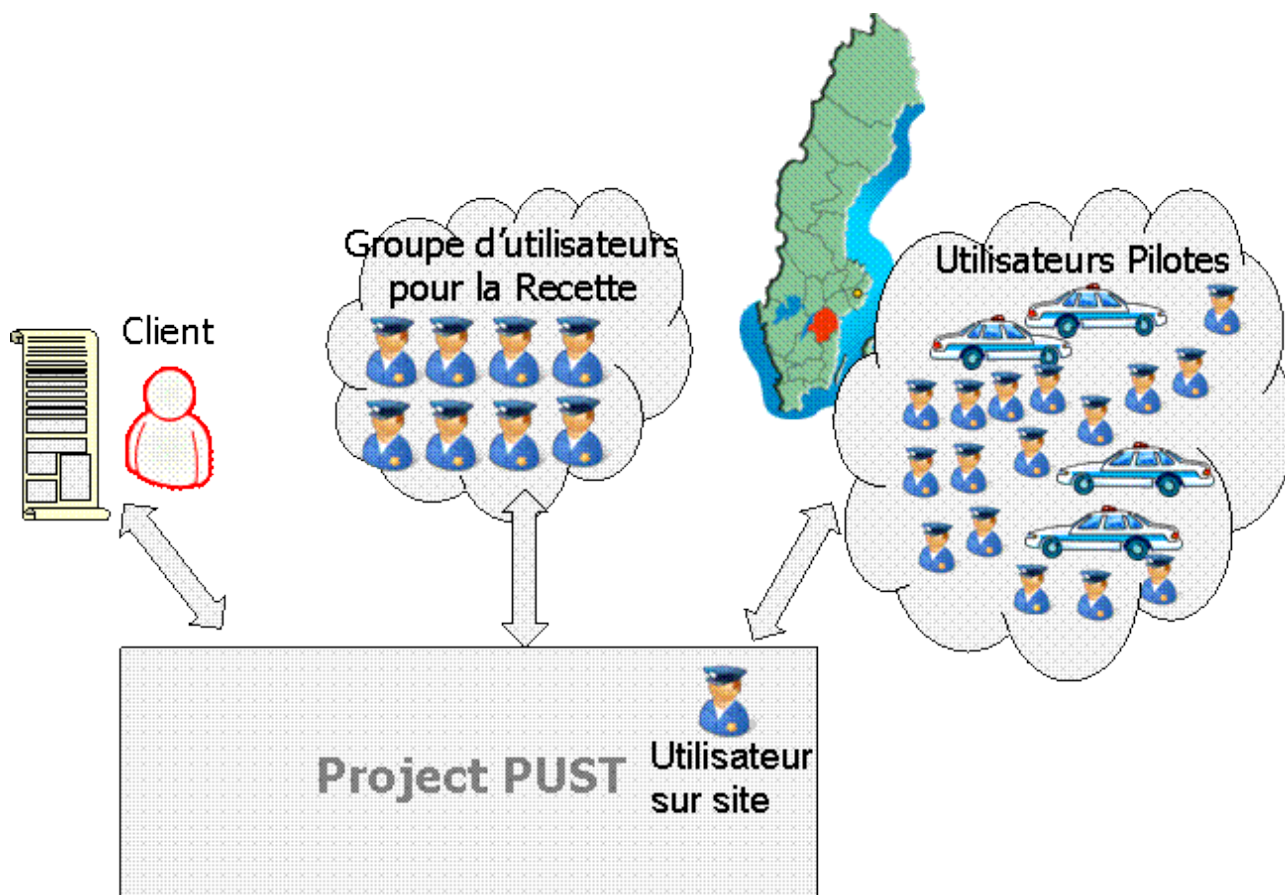 Client
Groupe d'utilisateurs
pour la Recette
Utilisateurs Pilotes
Project PUST
Utilisateur
sur site